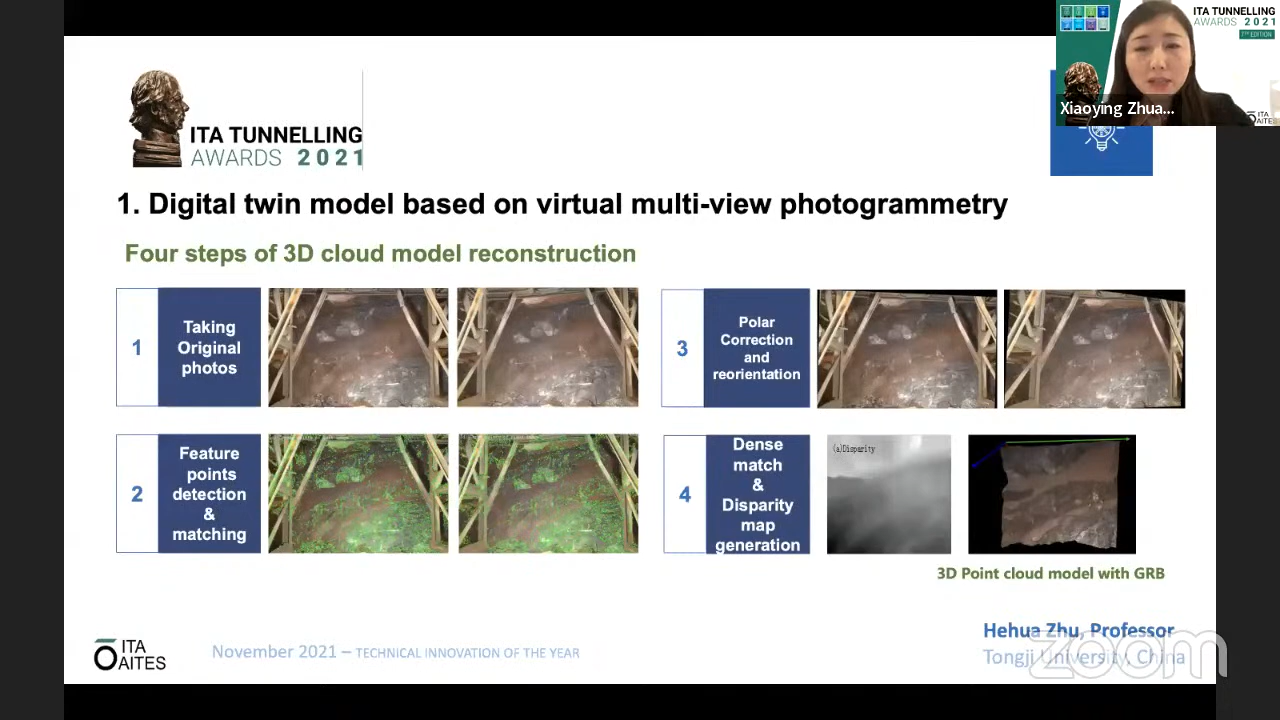 ITA TUNNELLING
AWARDS 2021
ITA TUNNELLING
AWARDS 2021
7TH EDITION
Xiaoying Zhua...
ITA
AITES
1. Digital twin model based on virtual multi-view photogrammetry
Four steps of 3D cloud model reconstruction
1
Taking
Original
photos
2
Feature
points
detection
&
matching
3
Polar
Correction
and
reorientation
4
Dense
match
&
Disparity
map
generation
(a)Disparity
3D Point cloud model with GRB
ITA
AITES
November 2021 – TECHNICAL INNOVATION OF THE YEAR
Hehua Zhu, Professor
Tongji University, China
zoom